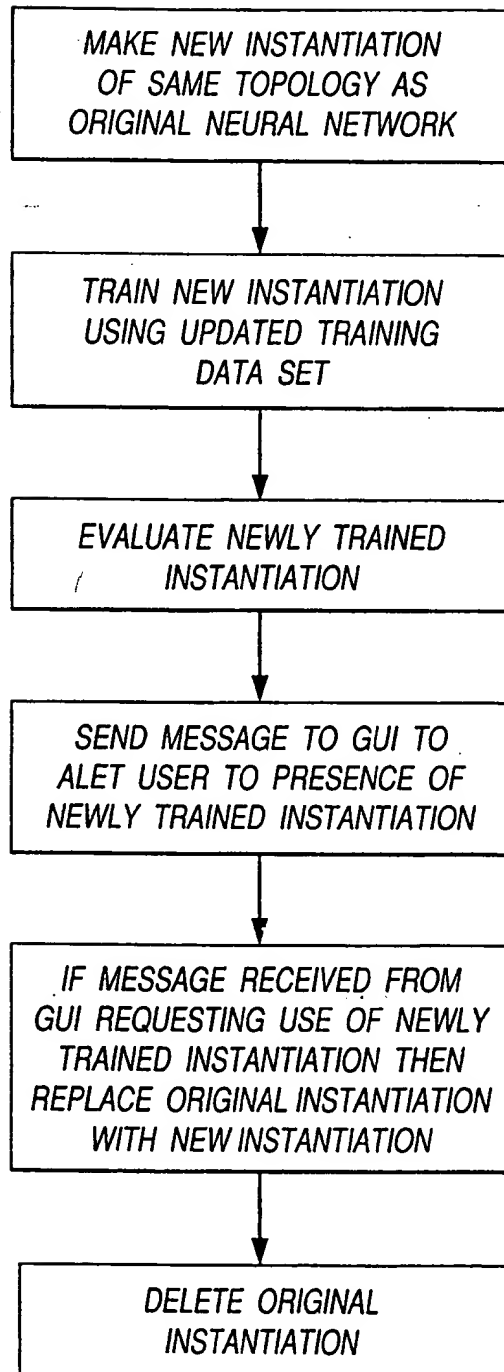 MAKE NEW INSTANTIATION
OF SAME TOPOLOGY AS
ORIGINAL NEURAL NETWORK
TRAIN NEW INSTANTIATION
USING UPDATED TRAINING
DATA SET
EVALUATE NEWLY TRAINED
INSTANTIATION
SEND MESSAGE TO GUI TO
ALET USER TO PRESENCE OF
NEWLY TRAINED INSTANTIATION
IF MESSAGE RECEIVED FROM
GUI REQUESTING USE OF NEWLY
TRAINED INSTANTIATION THEN
REPLACE ORIGINAL INSTANTIATION
WITH NEW INSTANTIATION
DELETE ORIGINAL
INSTANTIATION